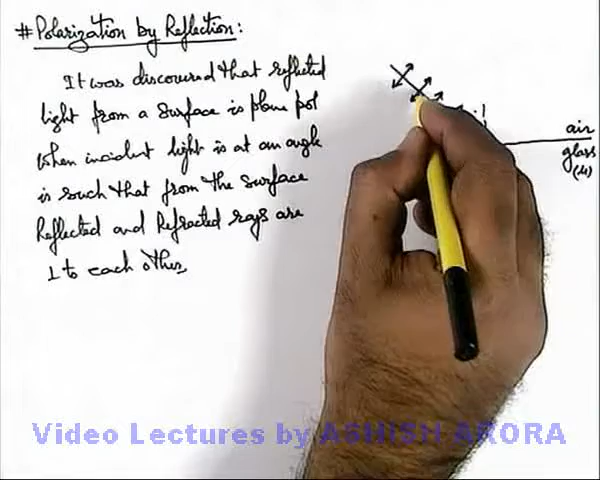 # Polarization by Reflection:
It was discovered that reflected
light from a surface is plane pol
when incident light is at an angle
is such that from the surface
Reflected and Refracted rays are
⊥ to each other
air
glass
(μ)
Video Lectures by ASHISH ARORA